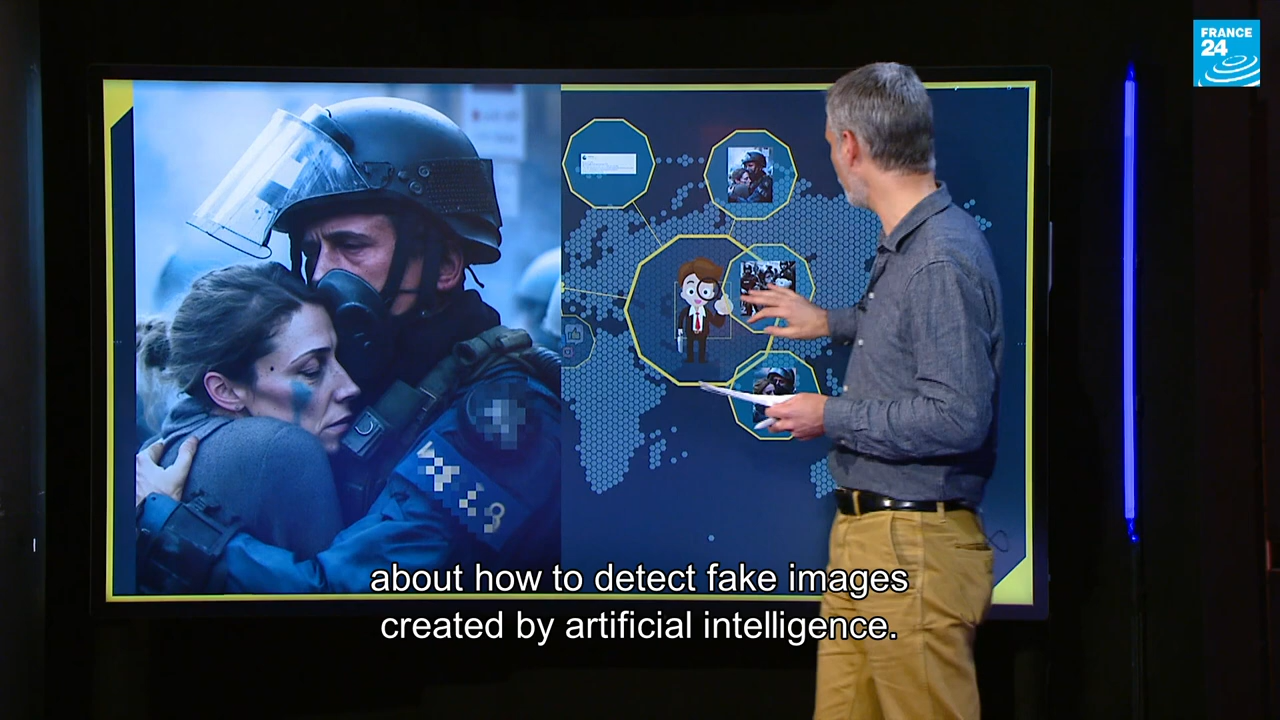 FRANCE
24
about how to detect fake images
created by artificial intelligence.